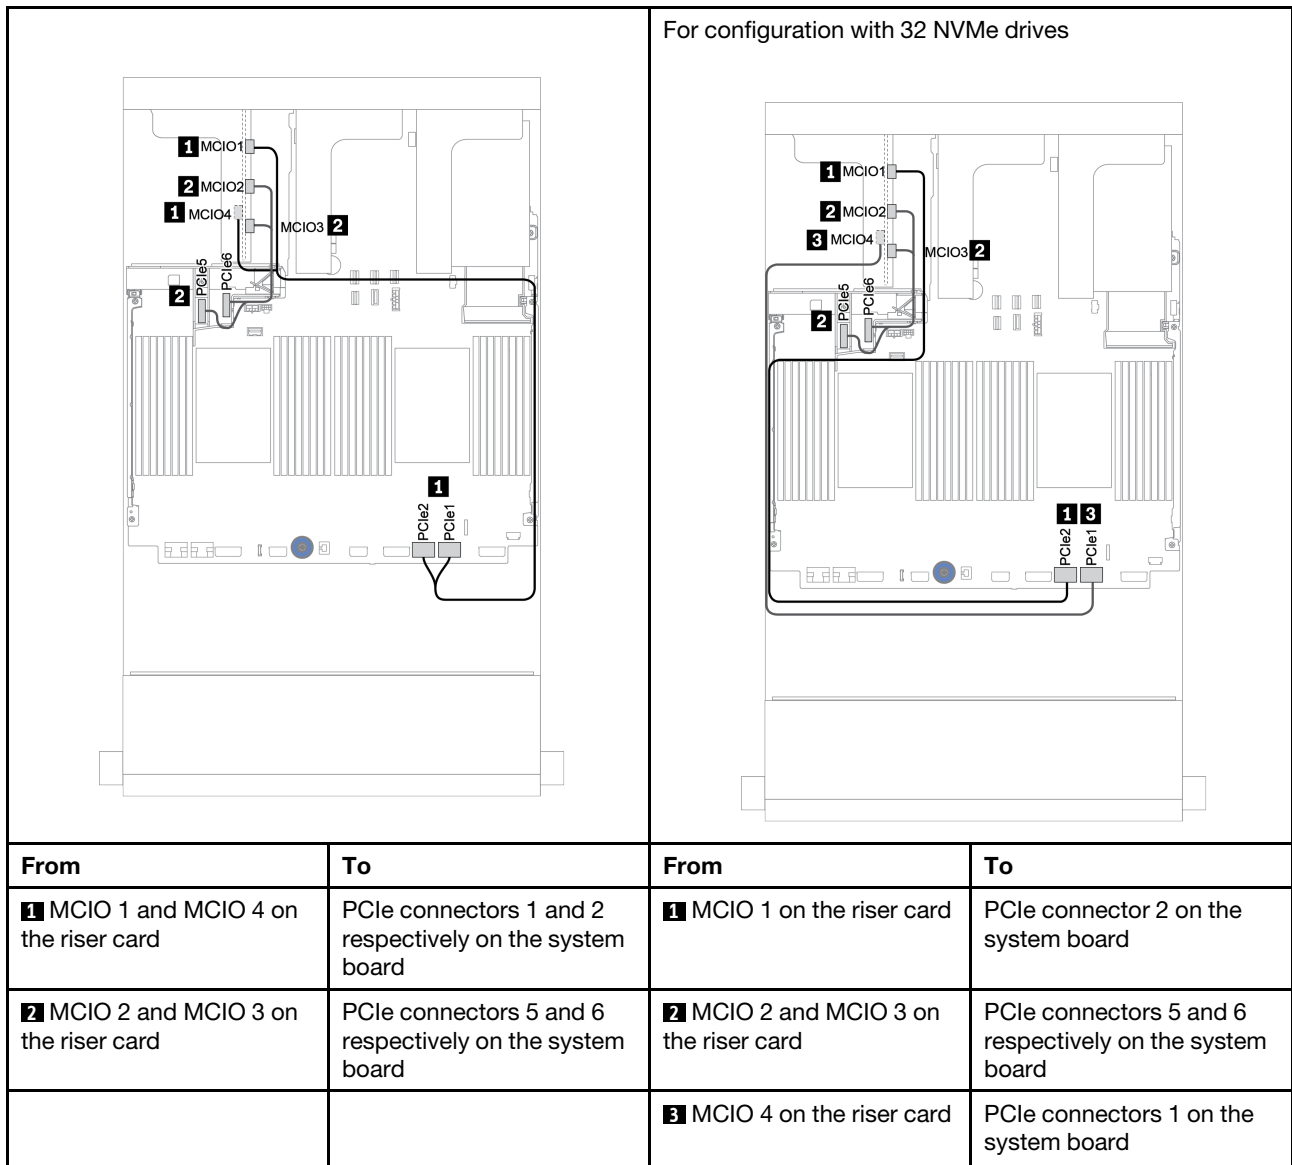 For configuration with 32 NVMe drives
1 MCIO1
2 MCIO2
1 MCIO4
MCIO3 2
2 PCIe5 PCIe6
1
PCIe2 PCIe1
1 MCIO1
2 MCIO2
3 MCIO4
MCIO3 2
2 PCIe5 PCIe6
1 3
PCIe2 PCIe1
From To From To
1 MCIO 1 and MCIO 4 on
the riser card
PCIe connectors 1 and 2
respectively on the system
board
1 MCIO 1 on the riser card
PCIe connector 2 on the
system board
2 MCIO 2 and MCIO 3 on
the riser card
PCIe connectors 5 and 6
respectively on the system
board
2 MCIO 2 and MCIO 3 on
the riser card
PCIe connectors 5 and 6
respectively on the system
board
3 MCIO 4 on the riser card
PCIe connectors 1 on the
system board